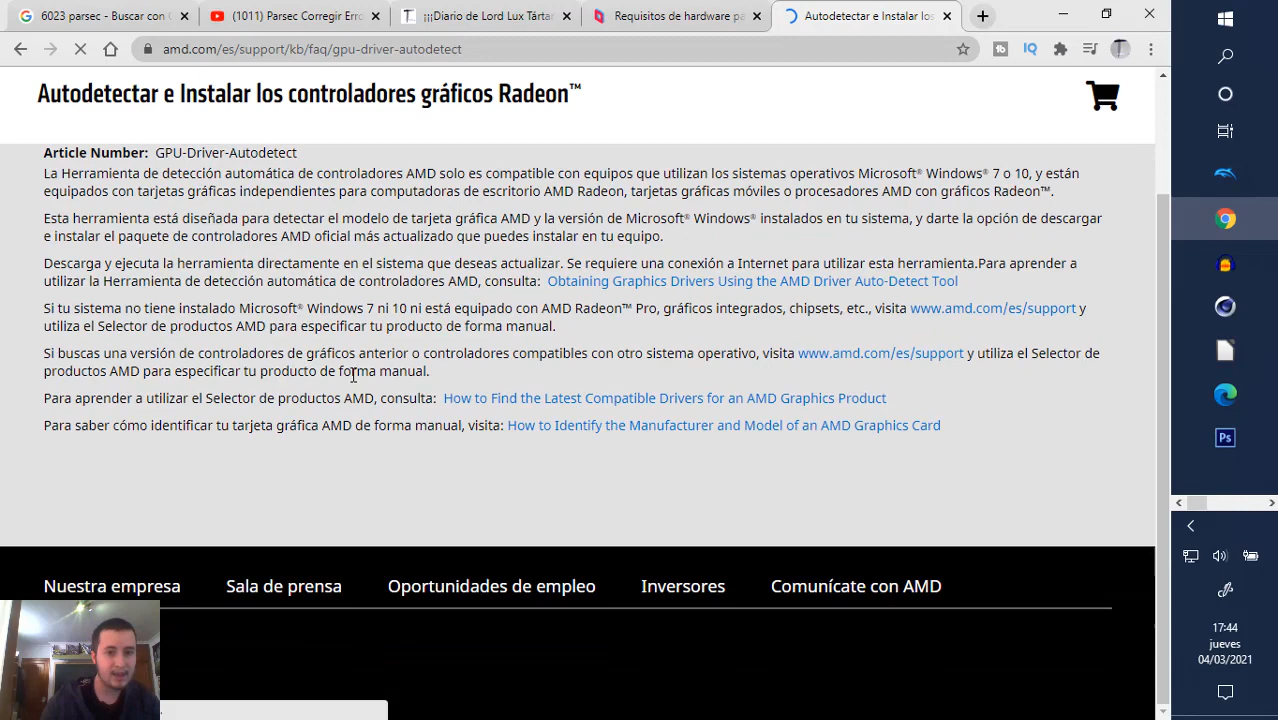 6023 parsec - Buscar con G
(1011) Parsec Corregir Erro
¡¡¡Diario de Lord Lux Tártar
Requisitos de hardware pa
Autodetectar e Instalar los
amd.com/es/support/kb/faq/gpu-driver-autodetect
Autodetectar e Instalar los controladores gráficos Radeon™
Article Number: GPU-Driver-Autodetect
La Herramienta de detección automática de controladores AMD solo es compatible con equipos que utilizan los sistemas operativos Microsoft® Windows® 7 o 10, y están
equipados con tarjetas gráficas independientes para computadoras de escritorio AMD Radeon, tarjetas gráficas móviles o procesadores AMD con gráficos Radeon™.
Esta herramienta está diseñada para detectar el modelo de tarjeta gráfica AMD y la versión de Microsoft® Windows® instalados en tu sistema, y darte la opción de descargar
e instalar el paquete de controladores AMD oficial más actualizado que puedes instalar en tu equipo.
Descarga y ejecuta la herramienta directamente en el sistema que deseas actualizar. Se requiere una conexión a Internet para utilizar esta herramienta.Para aprender a
utilizar la Herramienta de detección automática de controladores AMD, consulta: Obtaining Graphics Drivers Using the AMD Driver Auto-Detect Tool
Si tu sistema no tiene instalado Microsoft® Windows 7 ni 10 ni está equipado con AMD Radeon™ Pro, gráficos integrados, chipsets, etc., visita www.amd.com/es/support y
utiliza el Selector de productos AMD para especificar tu producto de forma manual.
Si buscas una versión de controladores de gráficos anterior o controladores compatibles con otro sistema operativo, visita www.amd.com/es/support y utiliza el Selector de
productos AMD para especificar tu producto de forma manual.
Para aprender a utilizar el Selector de productos AMD, consulta: How to Find the Latest Compatible Drivers for an AMD Graphics Product
Para saber cómo identificar tu tarjeta gráfica AMD de forma manual, visita: How to Identify the Manufacturer and Model of an AMD Graphics Card
Nuestra empresa Sala de prensa Oportunidades de empleo Inversores Comunícate con AMD
IQ
Ps
17:44
jueves
04/03/2021